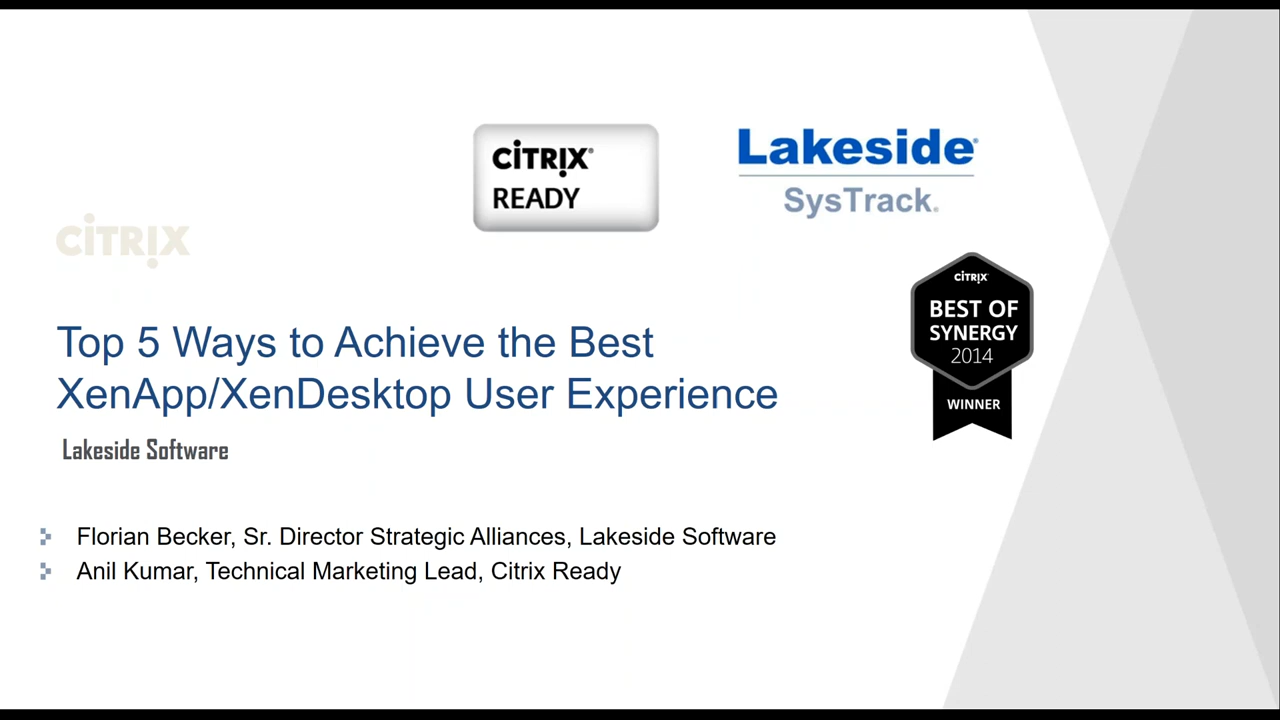 CITRIX®
READY
Lakeside®
SysTrack®
CITRIX
CITRIX
BEST OF
SYNERGY
2014
WINNER
Top 5 Ways to Achieve the Best
XenApp/XenDesktop User Experience
Lakeside Software
Florian Becker, Sr. Director Strategic Alliances, Lakeside Software
Anil Kumar, Technical Marketing Lead, Citrix Ready